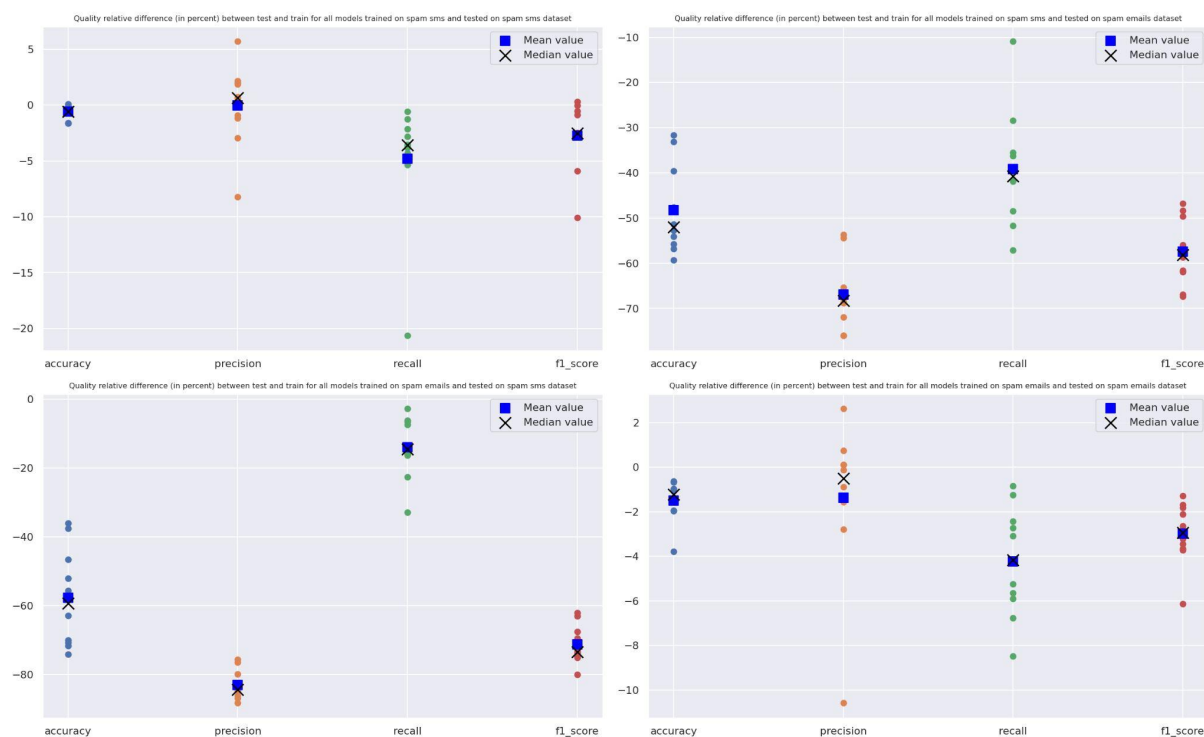 Quality relative difference (in percent) between test and train for all models trained on spam sms and tested on spam sms dataset
Mean value
Median value
5
0
−5
−10
−15
−20
accuracy precision recall f1_score
Quality relative difference (in percent) between test and train for all models trained on spam sms and tested on spam emails dataset
Mean value
Median value
−10
−20
−30
−40
−50
−60
−70
accuracy precision recall f1_score
Quality relative difference (in percent) between test and train for all models trained on spam emails and tested on spam sms dataset
Mean value
Median value
0
−20
−40
−60
−80
accuracy precision recall f1_score
Quality relative difference (in percent) between test and train for all models trained on spam emails and tested on spam emails dataset
Mean value
Median value
2
0
−2
−4
−6
−8
−10
accuracy precision recall f1_score